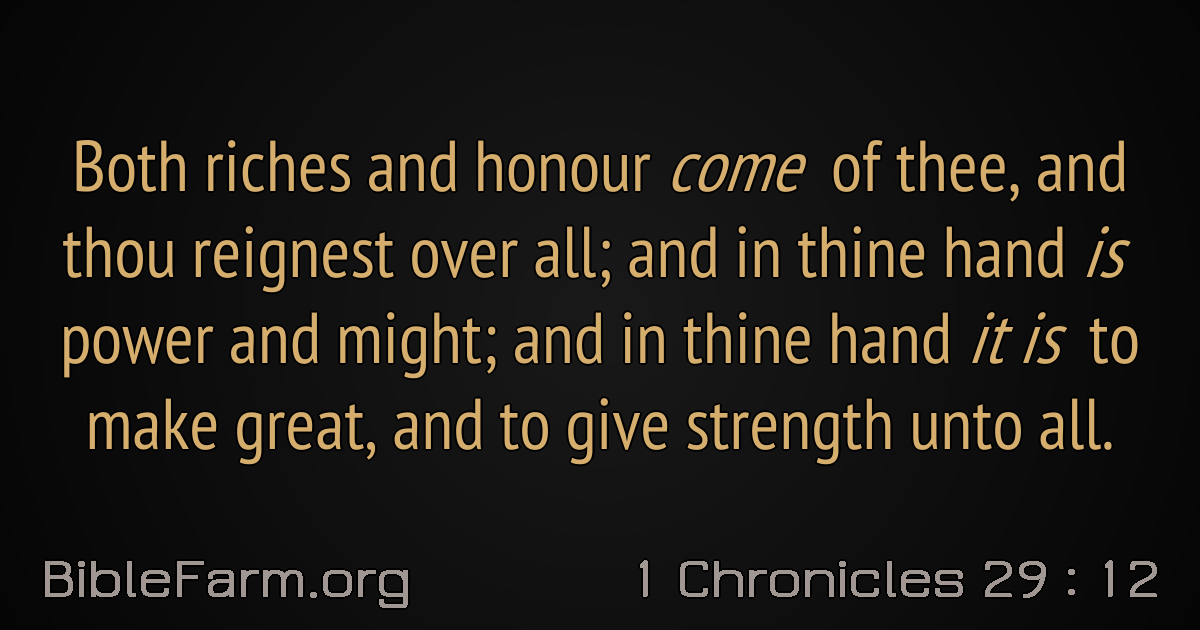 Both riches and honour come of thee, and
thou reignest over all; and in thine hand is
power and might; and in thine hand it is to
make great, and to give strength unto all.
BibleFarm.org
1 Chronicles 29 : 12